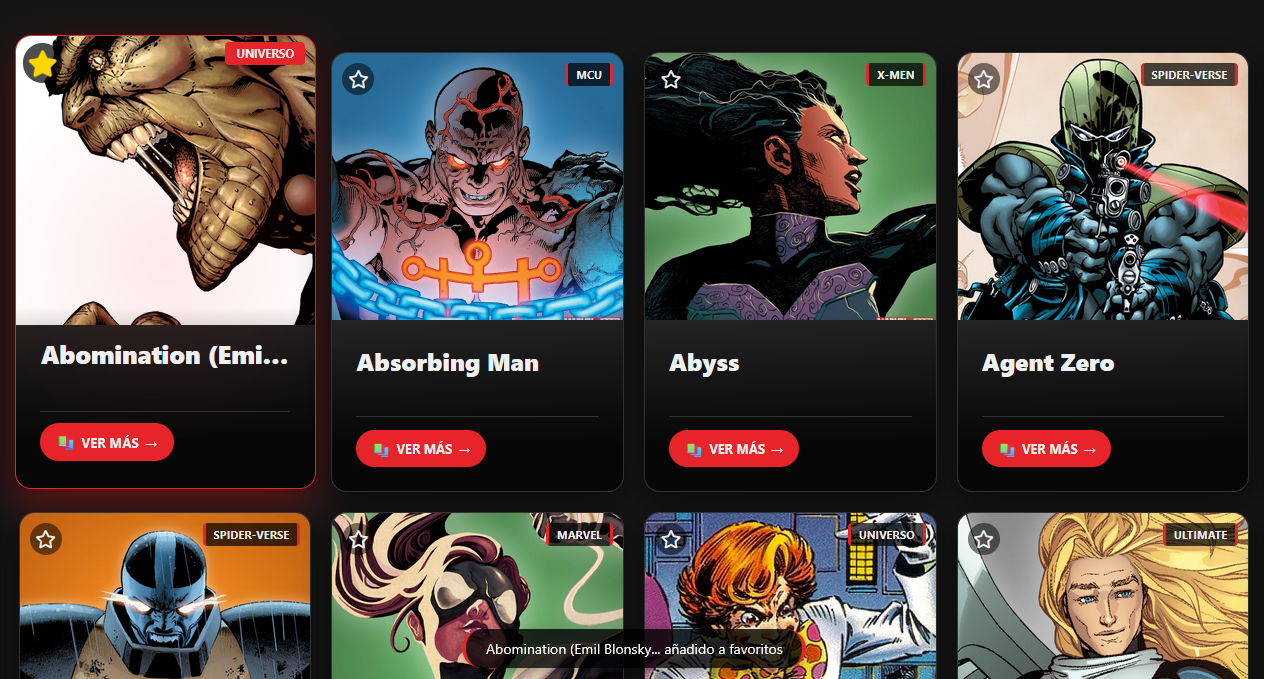 UNIVERSO
MCU
X-MEN
SPIDER-VERSE
Abomination (Emi...
Absorbing Man
Abyss
Agent Zero
VER MÁS →
VER MÁS →
VER MÁS →
VER MÁS →
SPIDER-VERSE
MARVEL
UNIVERSO
ULTIMATE
Abomination (Emil Blonsky... añadido a favoritos